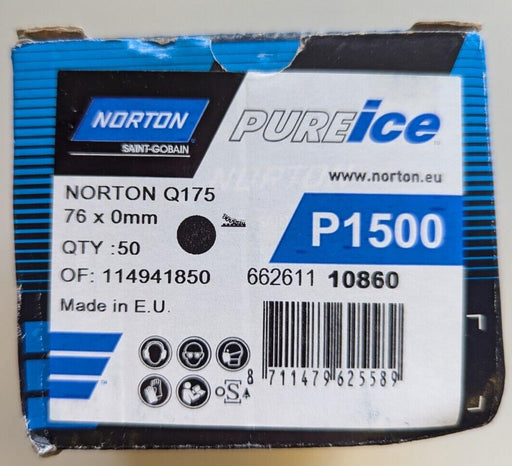 NORTON
SAINT-GOBAIN
PUREice
www.norton.eu
NORTON Q175
76 x 0mm
P1500
QTY :50
OF: 114941850
662611 10860
Made in E.U.
8 711479 625589